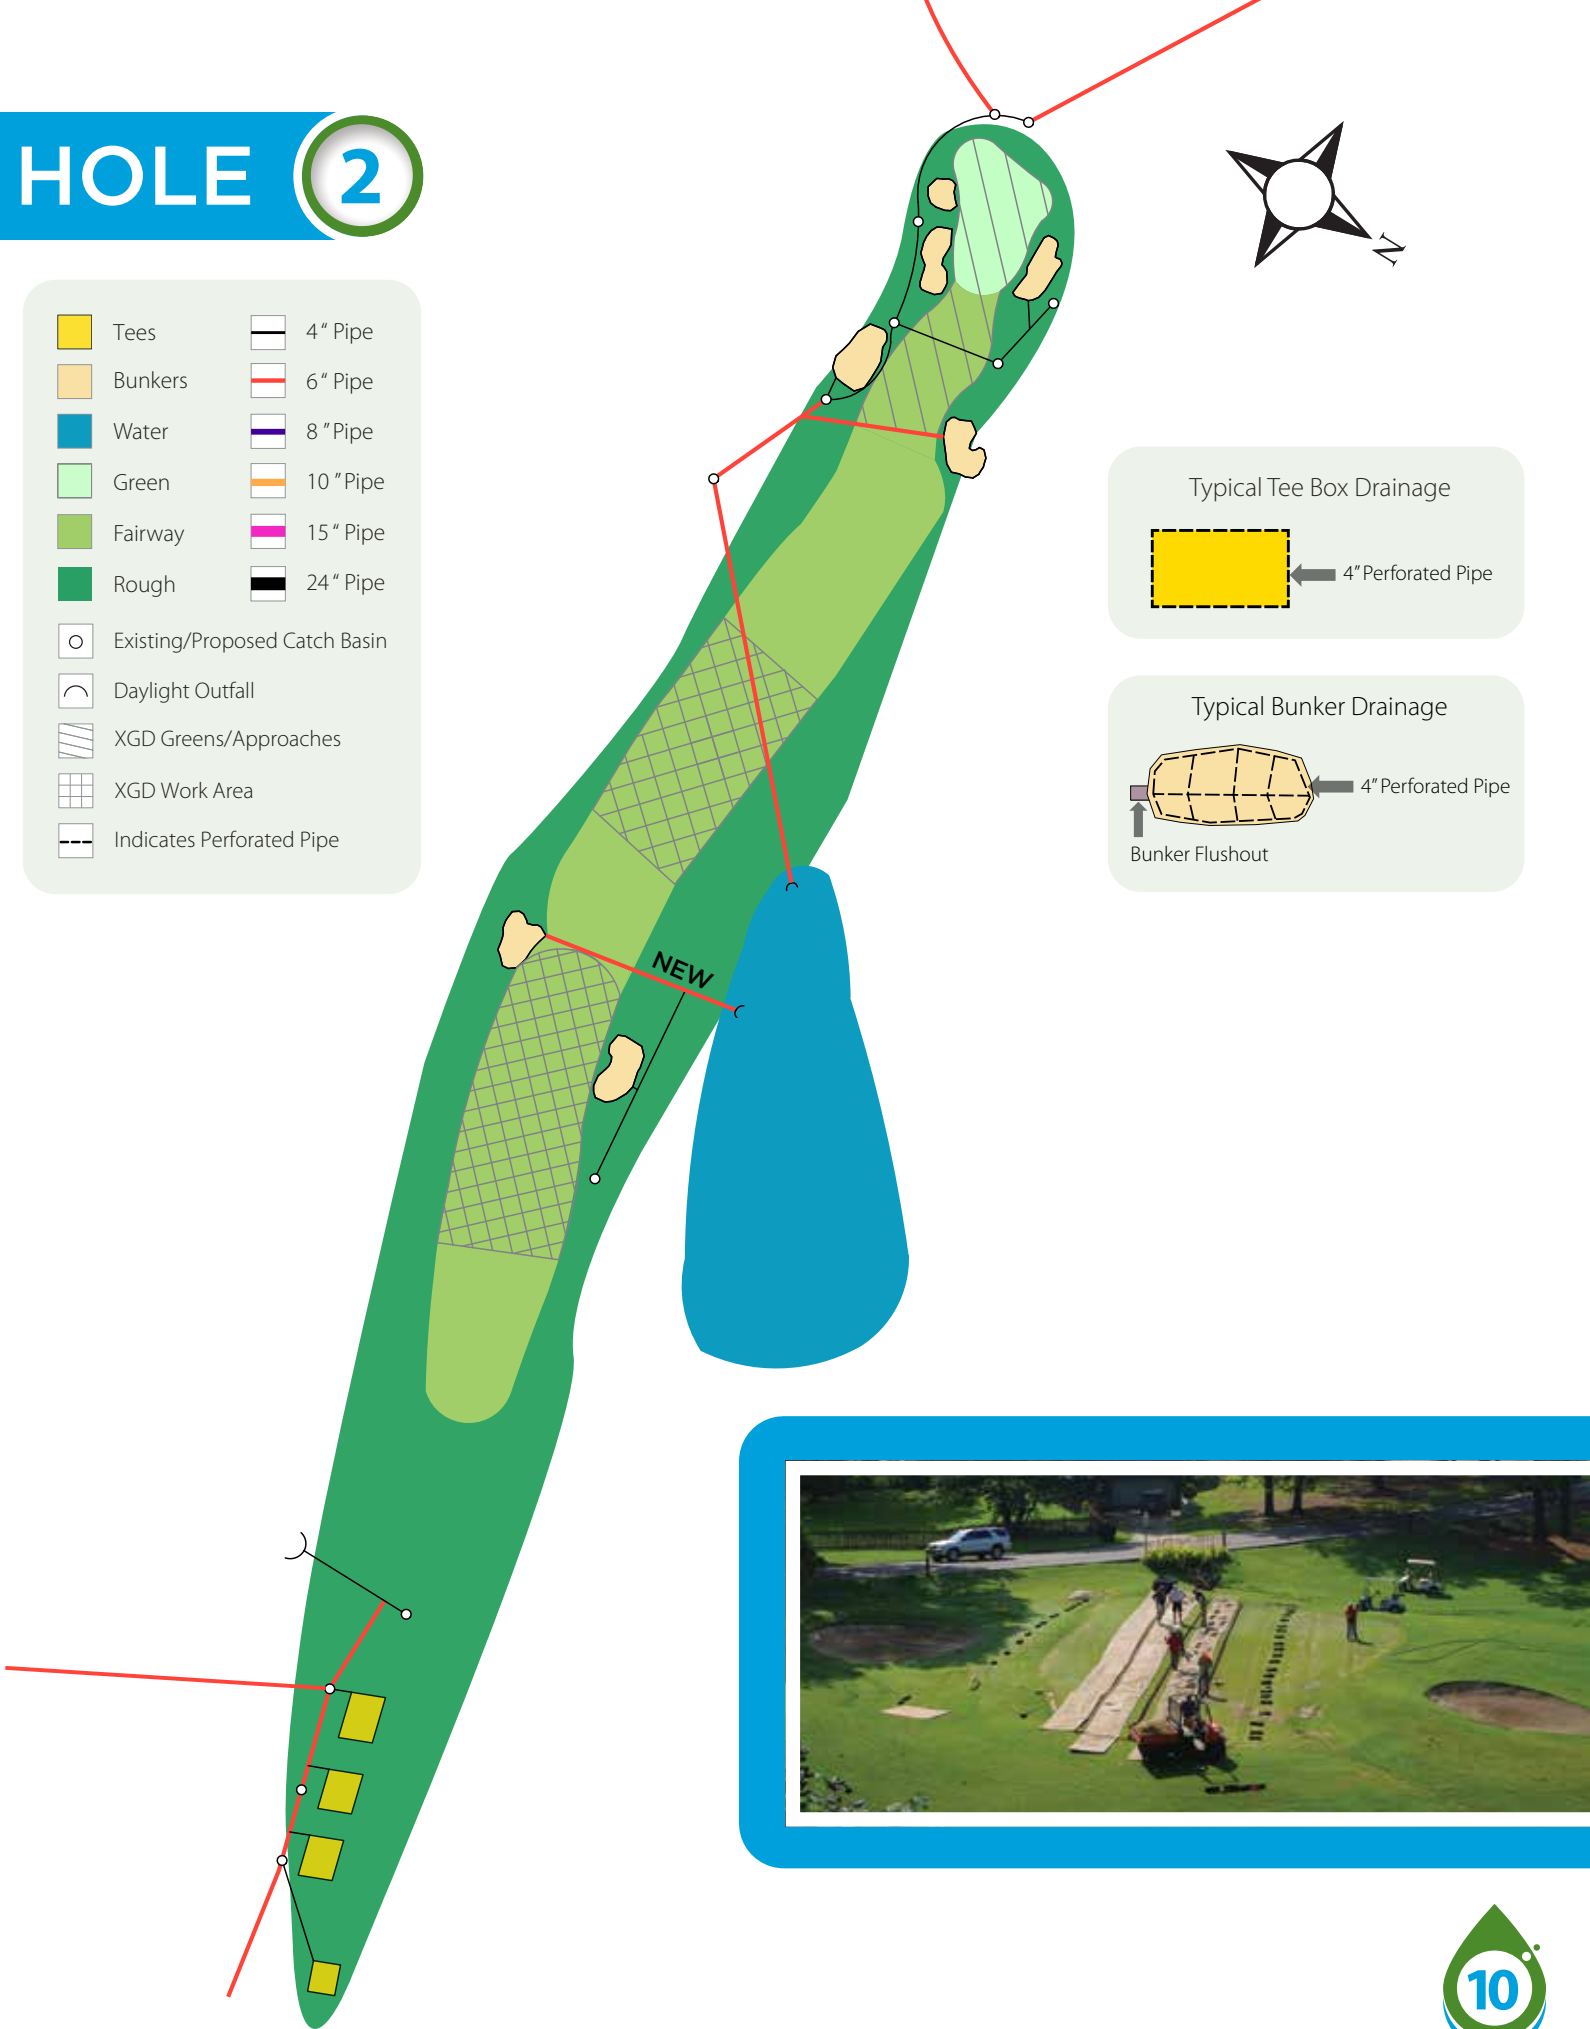 HOLE 2
N
Tees
Bunkers
Water
Green
Fairway
Rough
4" Pipe
6" Pipe
8" Pipe
10" Pipe
15" Pipe
24" Pipe
Existing/Proposed Catch Basin
Daylight Outfall
XGD Greens/Approaches
XGD Work Area
Indicates Perforated Pipe
Typical Tee Box Drainage
4" Perforated Pipe
Typical Bunker Drainage
4" Perforated Pipe
Bunker Flushout
NEW
10